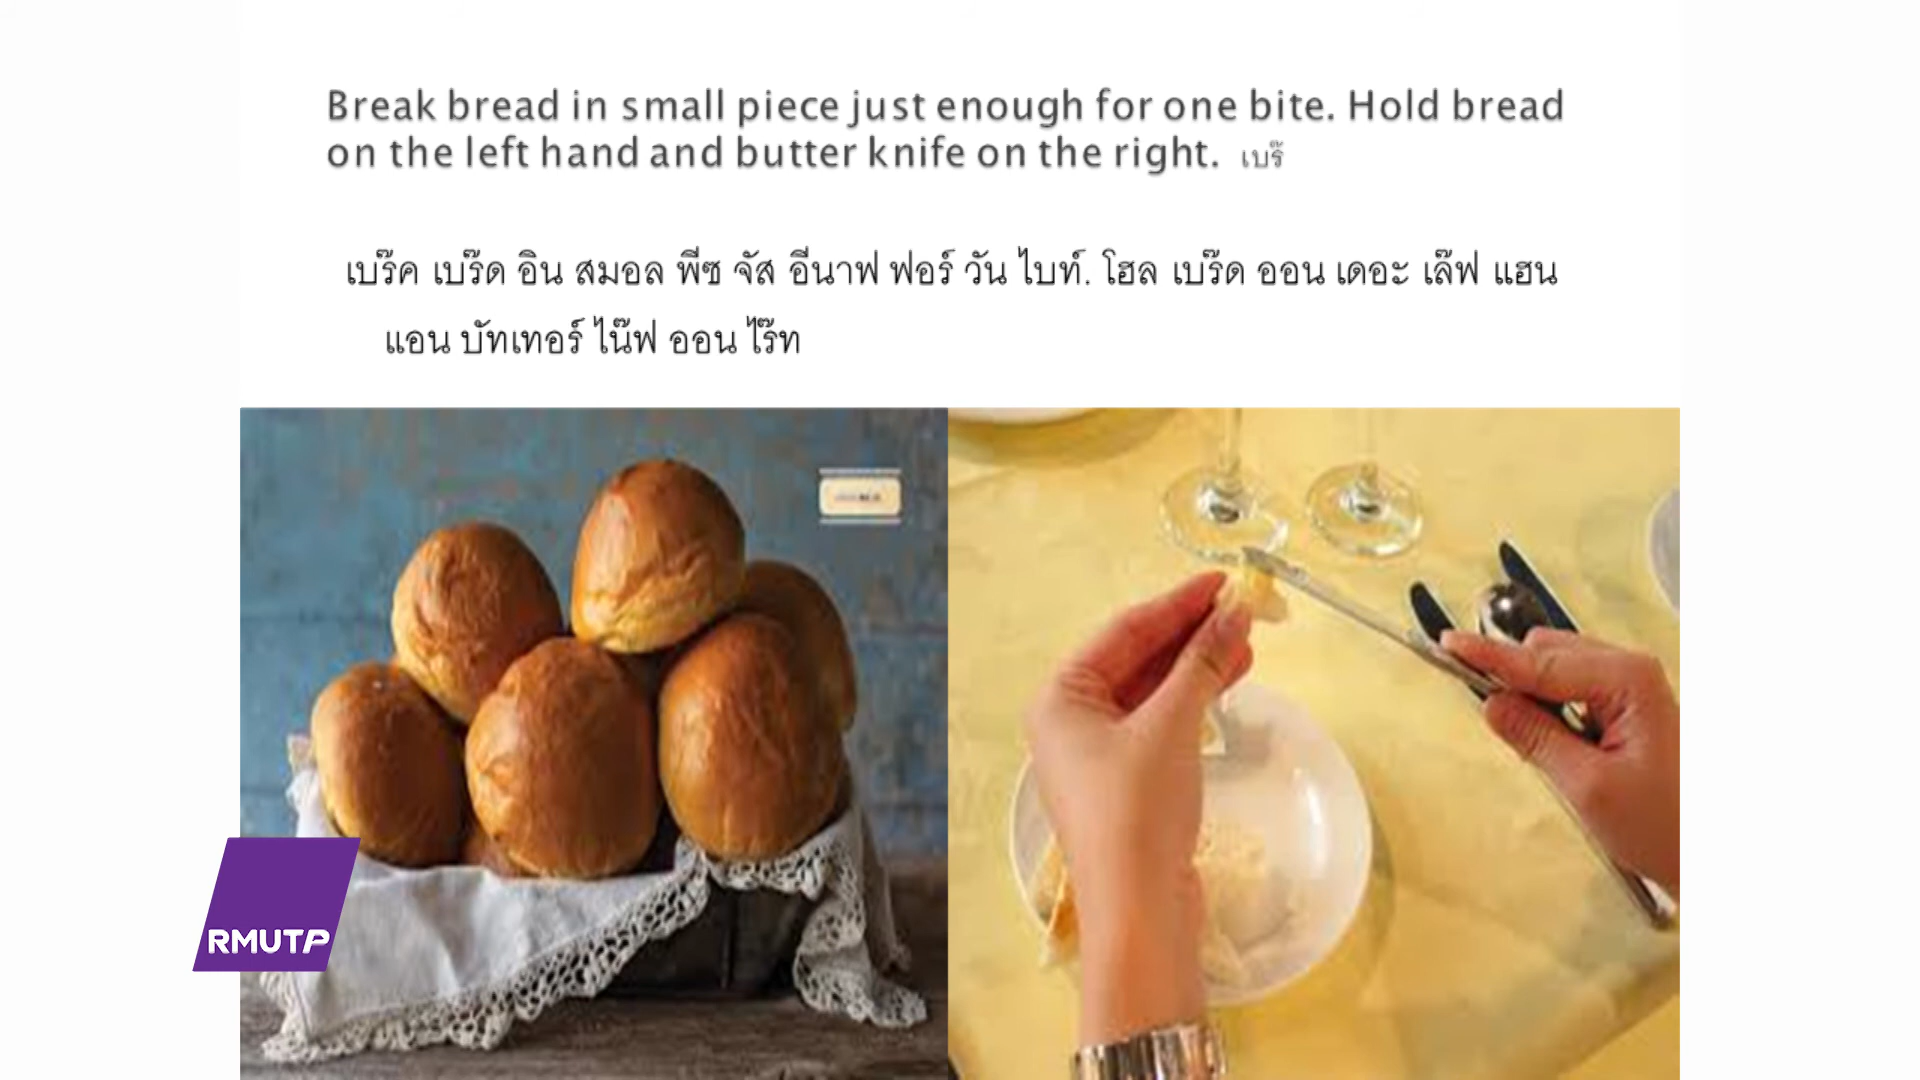 Break bread in small piece just enough for one bite. Hold bread
on the left hand and butter knife on the right. เบร๊
เบร๊ค เบร๊ด อิน สมอล พีซ จัส อีนาฟ ฟอร์ วัน ไบท์. โฮล เบร๊ด ออน เดอะ เล๊ฟ แฮน
แอน บัทเทอร์ ไน๊ฟ ออน ไร๊ท
RMUTP